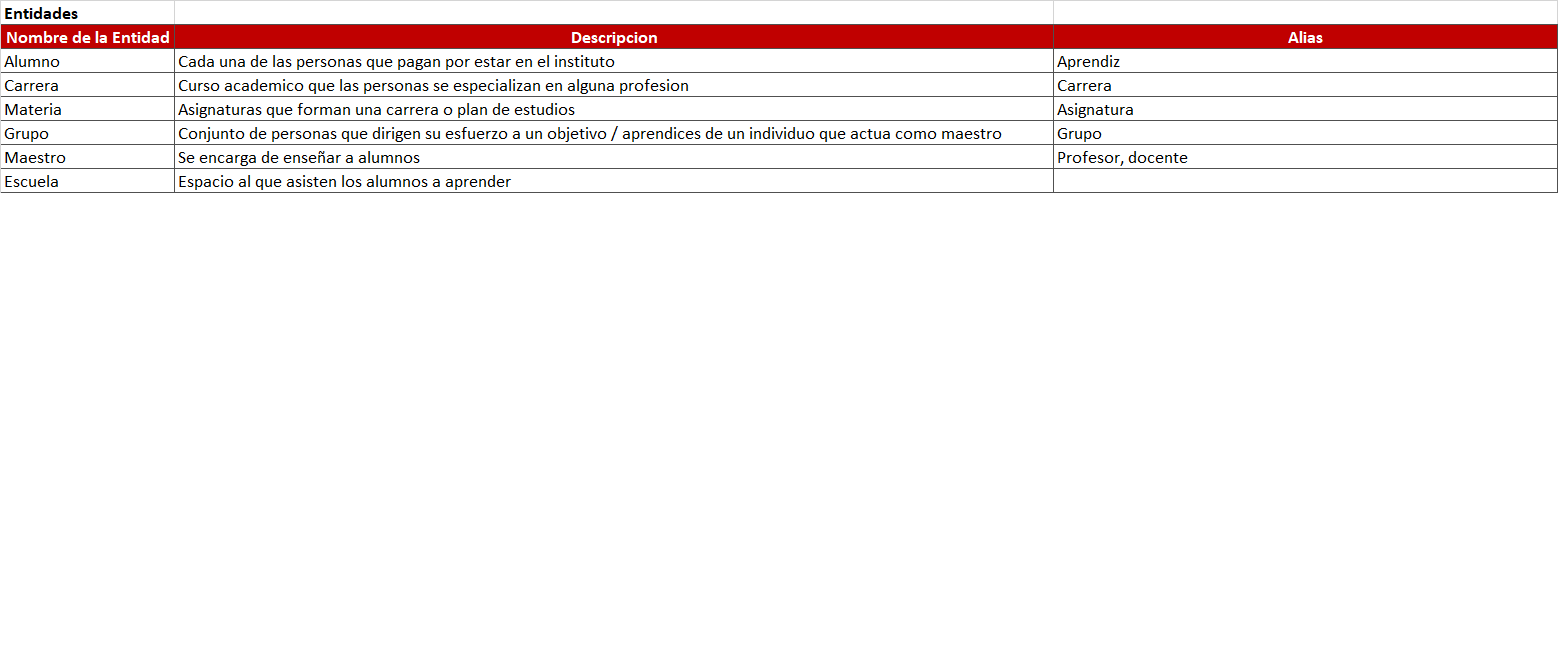 Entidades
Nombre de la Entidad Descripcion Alias
Alumno Cada una de las personas que pagan por estar en el instituto Aprendiz
Carrera Curso academico que las personas se especializan en alguna profesion Carrera
Materia Asignaturas que forman una carrera o plan de estudios Asignatura
Grupo Conjunto de personas que dirigen su esfuerzo a un objetivo / aprendices de un individuo que actua como maestro Grupo
Maestro Se encarga de enseñar a alumnos Profesor, docente
Escuela Espacio al que asisten los alumnos a aprender